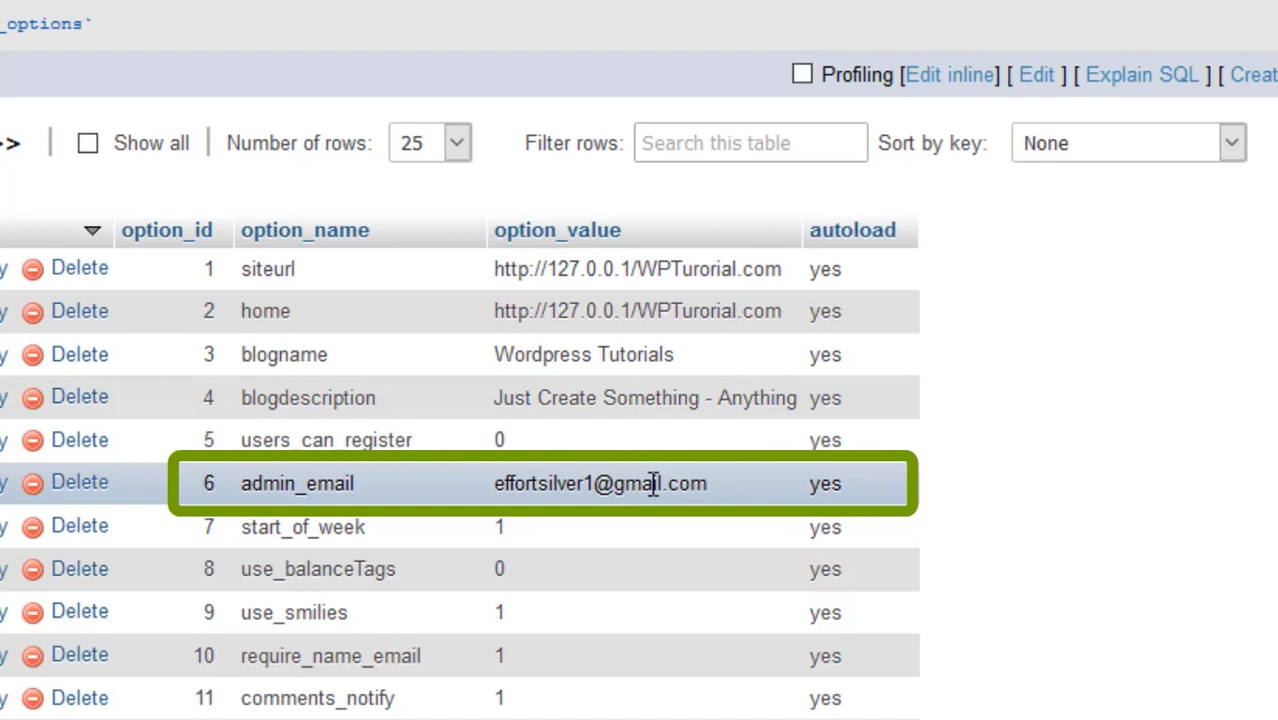 _options`
Profiling [Edit inline] [ Edit ] [ Explain SQL ] [ Creat
>> | Show all | Number of rows: 25 Filter rows: Search this table Sort by key: None
option_id option_name option_value autoload
y Delete 1 siteurl http://127.0.0.1/WPTurorial.com yes
y Delete 2 home http://127.0.0.1/WPTurorial.com yes
y Delete 3 blogname Wordpress Tutorials yes
y Delete 4 blogdescription Just Create Something - Anything yes
y Delete 5 users_can_register 0 yes
y Delete 6 admin_email effortsilver1@gmail.com yes
y Delete 7 start_of_week 1 yes
y Delete 8 use_balanceTags 0 yes
y Delete 9 use_smilies 1 yes
y Delete 10 require_name_email 1 yes
y Delete 11 comments_notify 1 yes